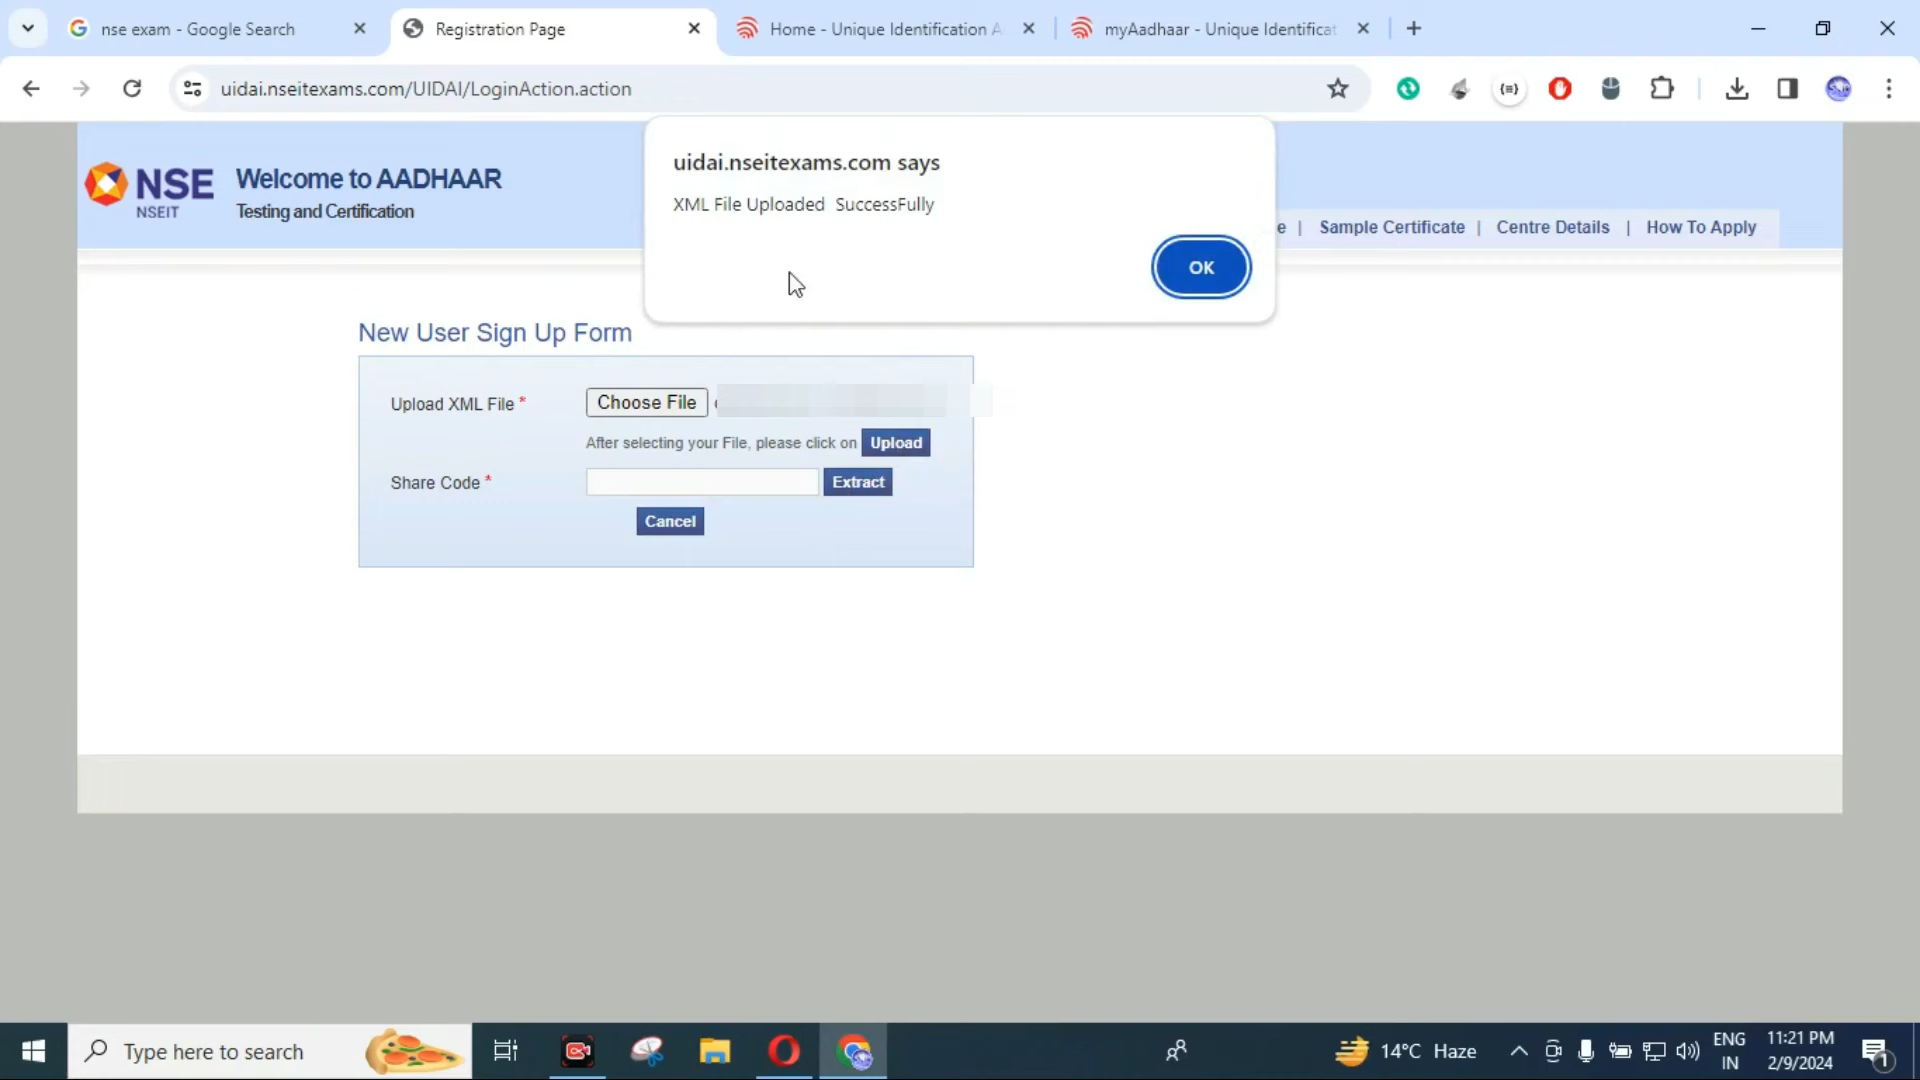 nse exam - Google Search
Registration Page
Home - Unique Identification A
myAadhaar - Unique Identificat
uidai.nseitexams.com/UIDAI/LoginAction.action
NSE
NSEIT
Welcome to AADHAAR
Testing and Certification
uidai.nseitexams.com says
XML File Uploaded SuccessFully
OK
e | Sample Certificate | Centre Details | How To Apply
New User Sign Up Form
Upload XML File *
Choose File
After selecting your File, please click on Upload
Share Code *
Extract
Cancel
Type here to search
14°C Haze
ENG
IN
11:21 PM
2/9/2024
1